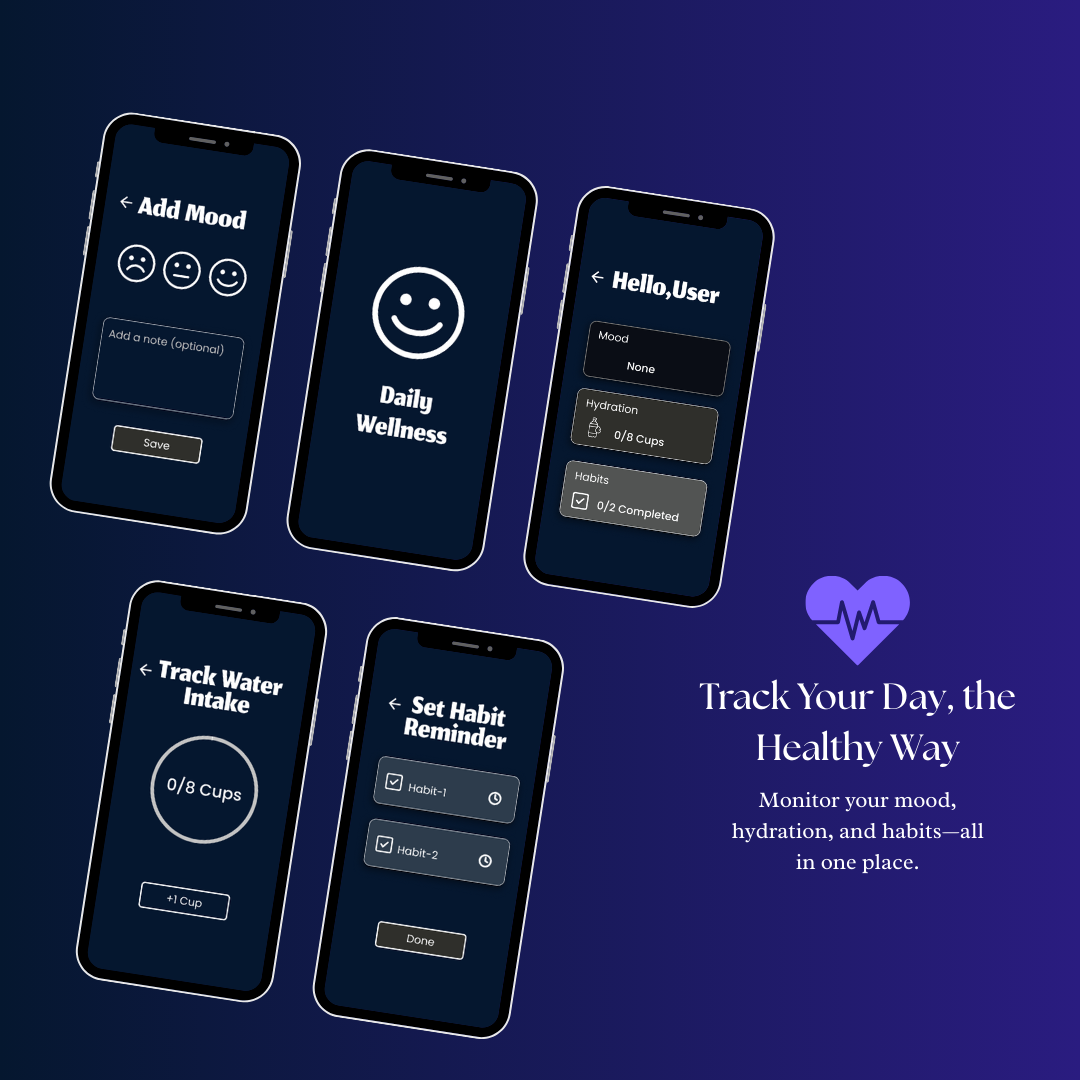 Add Mood
Add a note (optional)
Save
Daily
Wellness
Hello,User
Mood
None
Hydration
0/8 Cups
Habits
0/2 Completed
Track Water
Intake
0/8 Cups
+1 Cup
Set Habit
Reminder
Habit-1
Habit-2
Done
Track Your Day, the
Healthy Way
Monitor your mood,
hydration, and habits—all
in one place.